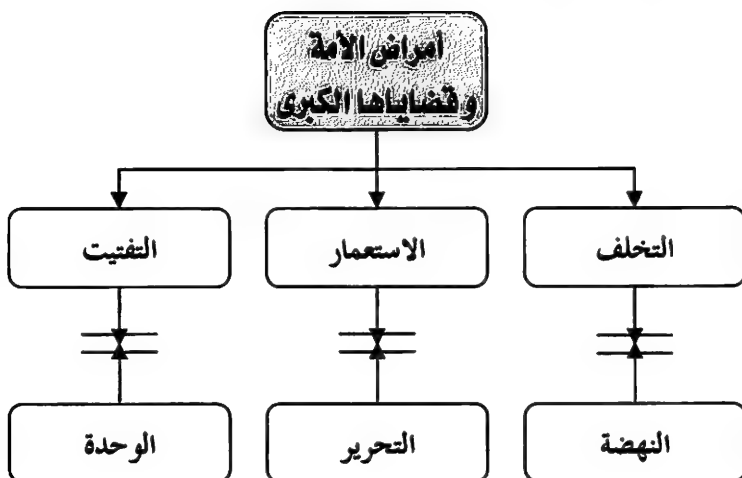 أمراض الأمة
وقضاياها الكبرى
التخلف
الاستعمار
التفتيت
النهضة
التحرير
الوحدة